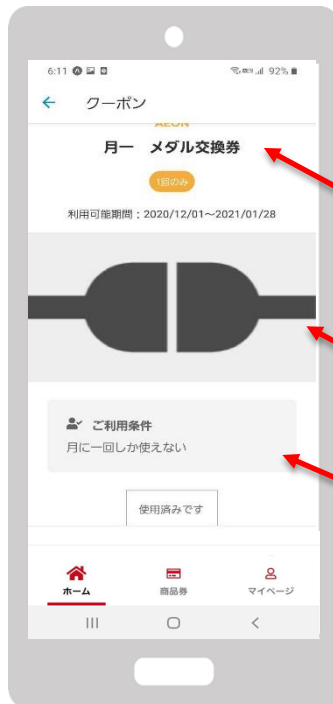 6:11 92%
クーポン
AEON
月一 メダル交換券
1回のみ
利用可能期間：2020/12/01～2021/01/28
ご利用条件
月に一回しか使えない
使用済みです
ホーム 商品券 マイページ